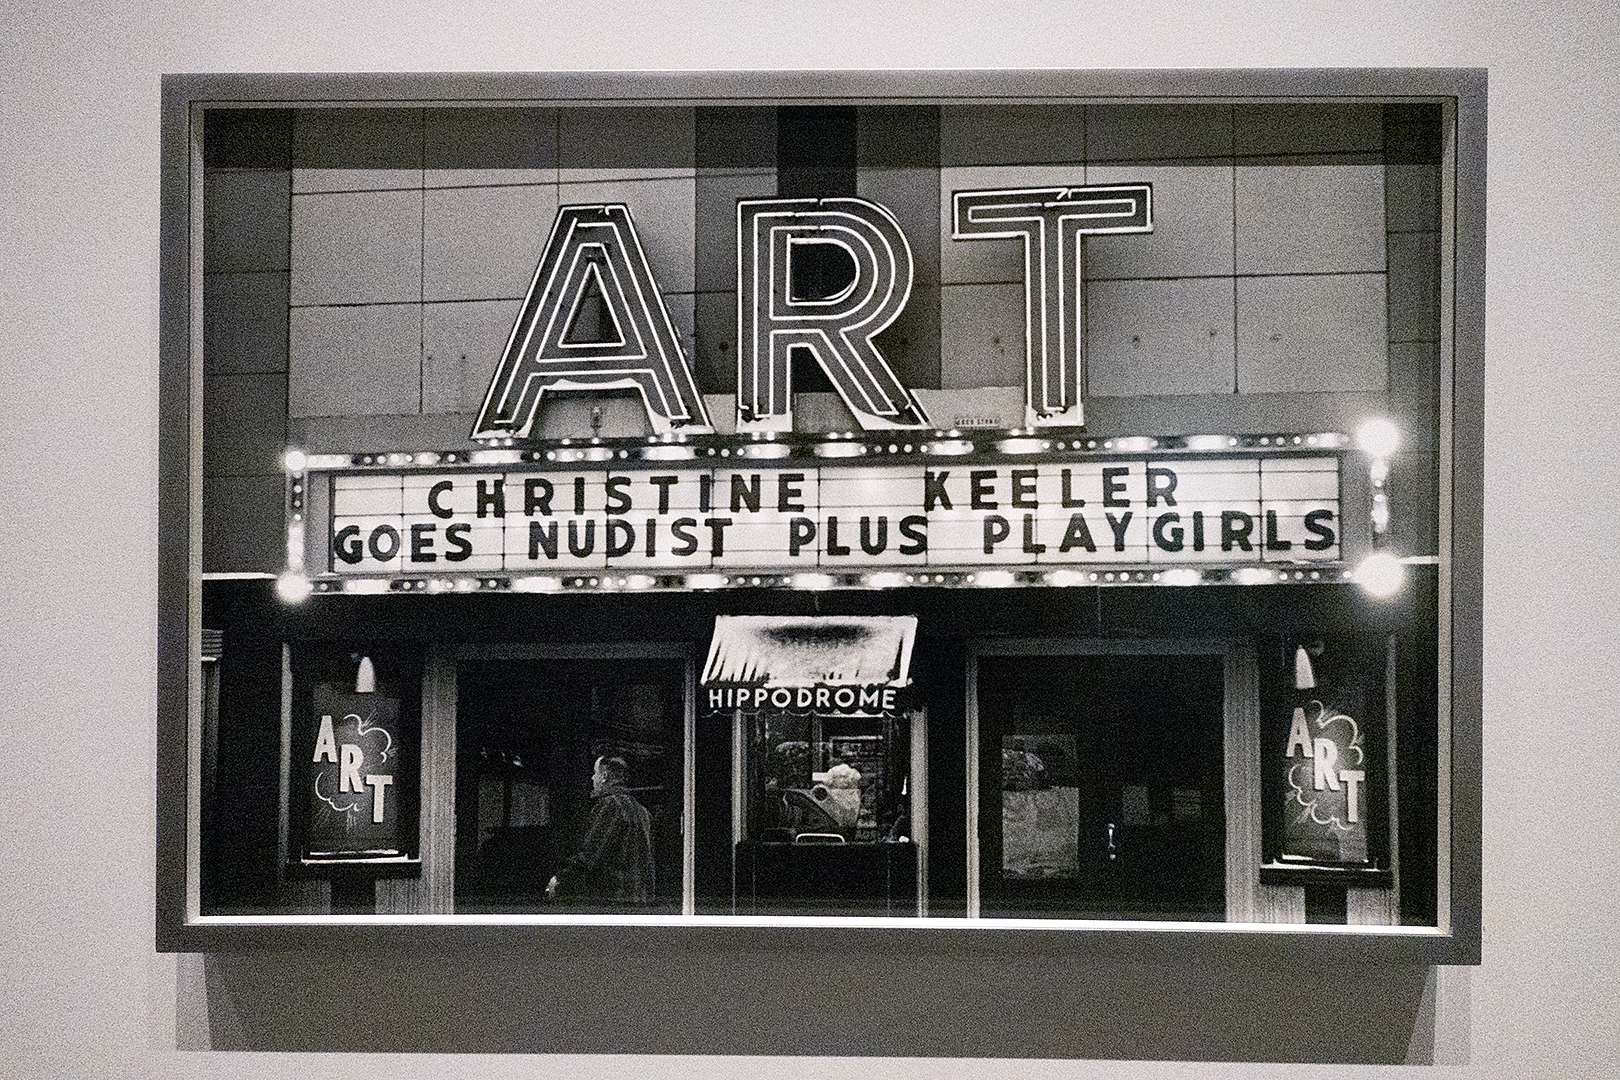 ART
CHRISTINE KEELER
GOES NUDIST PLUS PLAYGIRLS
HIPPODROME
ART
ART